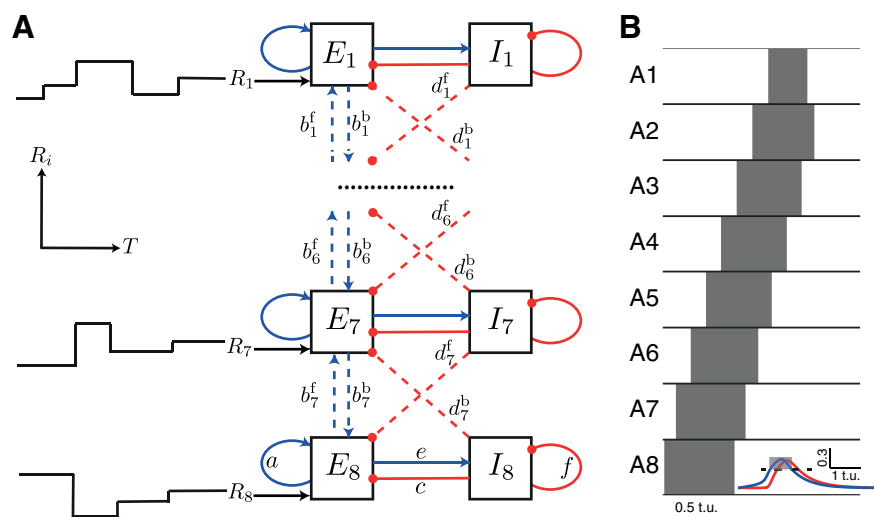 A
E₁
I₁
R₁
b₁ᶠ
b₁ᵇ
d₁ᶠ
d₁ᵇ
Rᵢ
T
b₆ᶠ
b₆ᵇ
d₆ᶠ
d₆ᵇ
E₇
I₇
R₇
b₇ᶠ
b₇ᵇ
d₇ᶠ
d₇ᵇ
a
E₈
e
c
I₈
f
R₈
B
A1
A2
A3
A4
A5
A6
A7
A8
0.3
1 t.u.
0.5 t.u.